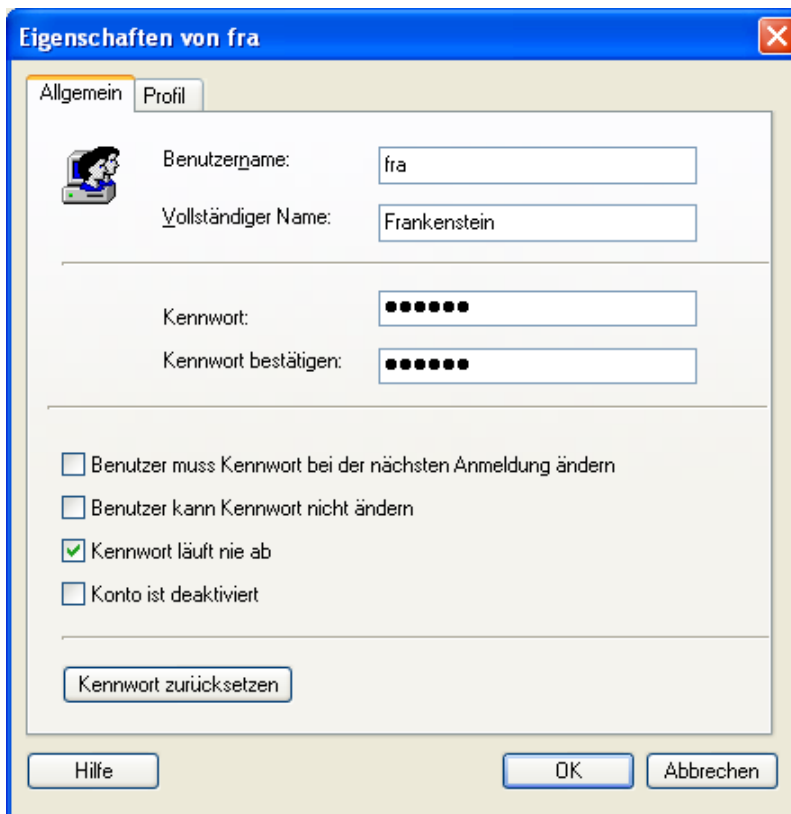 Eigenschaften von fra
Allgemein
Profil
Benutzername:
fra
Vollständiger Name:
Frankenstein
Kennwort:
●●●●●●
Kennwort bestätigen:
●●●●●●
Benutzer muss Kennwort bei der nächsten Anmeldung ändern
Benutzer kann Kennwort nicht ändern
Kennwort läuft nie ab
Konto ist deaktiviert
Kennwort zurücksetzen
Hilfe
OK
Abbrechen